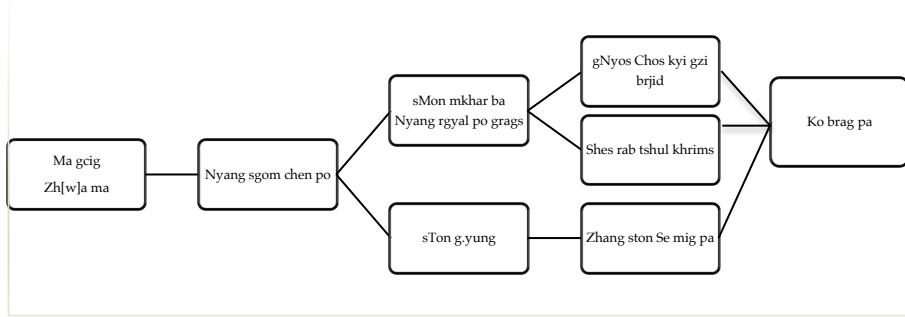 Ma gcig
Zh[w]a ma
Nyang sgom chen po
sMon mkhar ba
Nyang rgyal po grags
sTon g.yung
gNyos Chos kyi gzi
brjid
Shes rab tshul khrims
Zhang ston Se mig pa
Ko brag pa